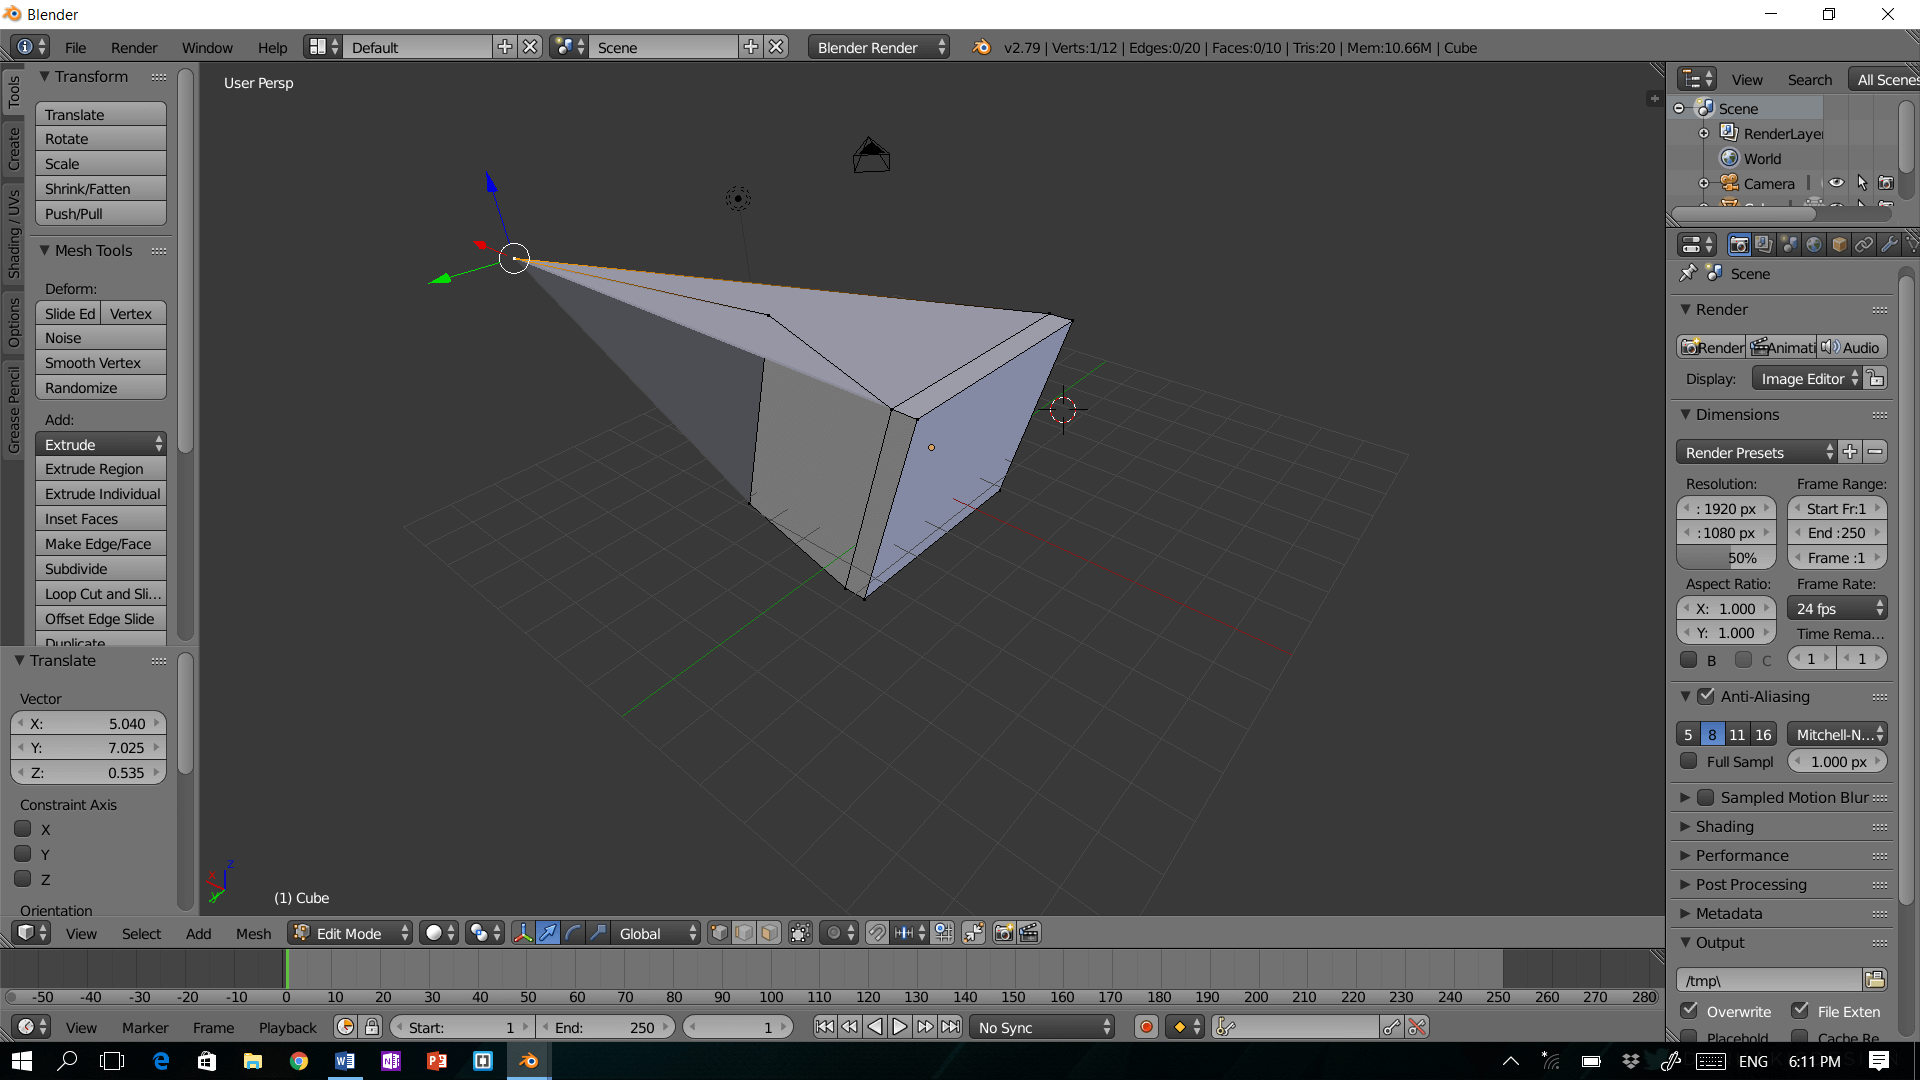 Blender
File Render Window Help Default Scene Blender Render v2.79 | Verts:1/12 | Edges:0/20 | Faces:0/10 | Tris:20 | Mem:10.66M | Cube
Tools
Create
Shading / UVs
Options
Grease Pencil
Transform
Translate
Rotate
Scale
Shrink/Fatten
Push/Pull
Mesh Tools
Deform:
Slide Ed Vertex
Noise
Smooth Vertex
Randomize
Add:
Extrude
Extrude Region
Extrude Individual
Inset Faces
Make Edge/Face
Subdivide
Loop Cut and Sli...
Offset Edge Slide
Duplicate
Translate
Vector
X: 5.040
Y: 7.025
Z: 0.535
Constraint Axis
X
Y
Z
Orientation
User Persp
z
x
y
(1) Cube
View Search All Scenes
Scene
RenderLayer
World
Camera
Scene
Render
Render Animati Audio
Display: Image Editor
Dimensions
Render Presets
Resolution: Frame Range:
: 1920 px Start Fr:1
:1080 px End :250
50% Frame :1
Aspect Ratio: Frame Rate:
X: 1.000 24 fps
Y: 1.000 Time Rema...
B C 1 1
Anti-Aliasing
5 8 11 16 Mitchell-N...
Full Sampl 1.000 px
Sampled Motion Blur
Shading
Performance
Post Processing
Metadata
Output
/tmp\
Overwrite File Exten
Placehold Cache Re
View Select Add Mesh Edit Mode Global
-50 -40 -30 -20 -10 0 10 20 30 40 50 60 70 80 90 100 110 120 130 140 150 160 170 180 190 200 210 220 230 240 250 260 270 280
View Marker Frame Playback Start: 1 End: 250 1 No Sync
ENG 6:11 PM